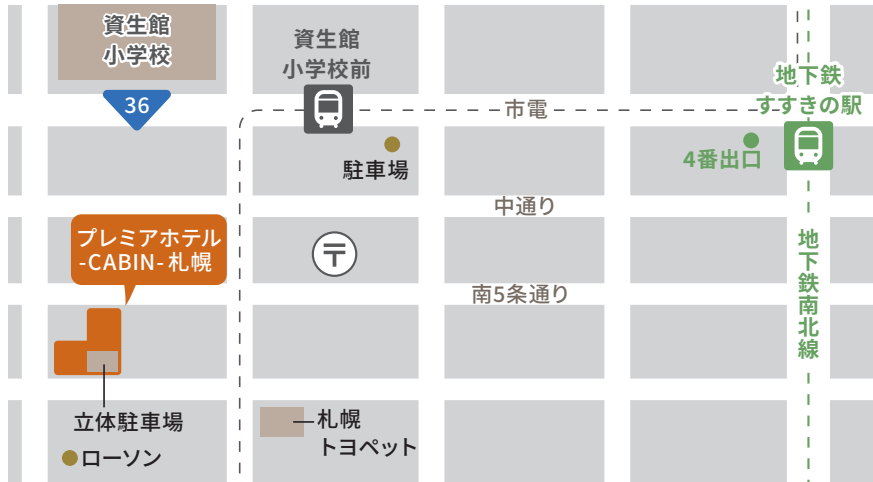 資生館
小学校
資生館
小学校前
地下鉄
すすきの駅
36
市電
4番出口
駐車場
中通り
プレミアホテル
-CABIN- 札幌
〒
地下鉄南北線
南5条通り
立体駐車場
ローソン
札幌
トヨペット